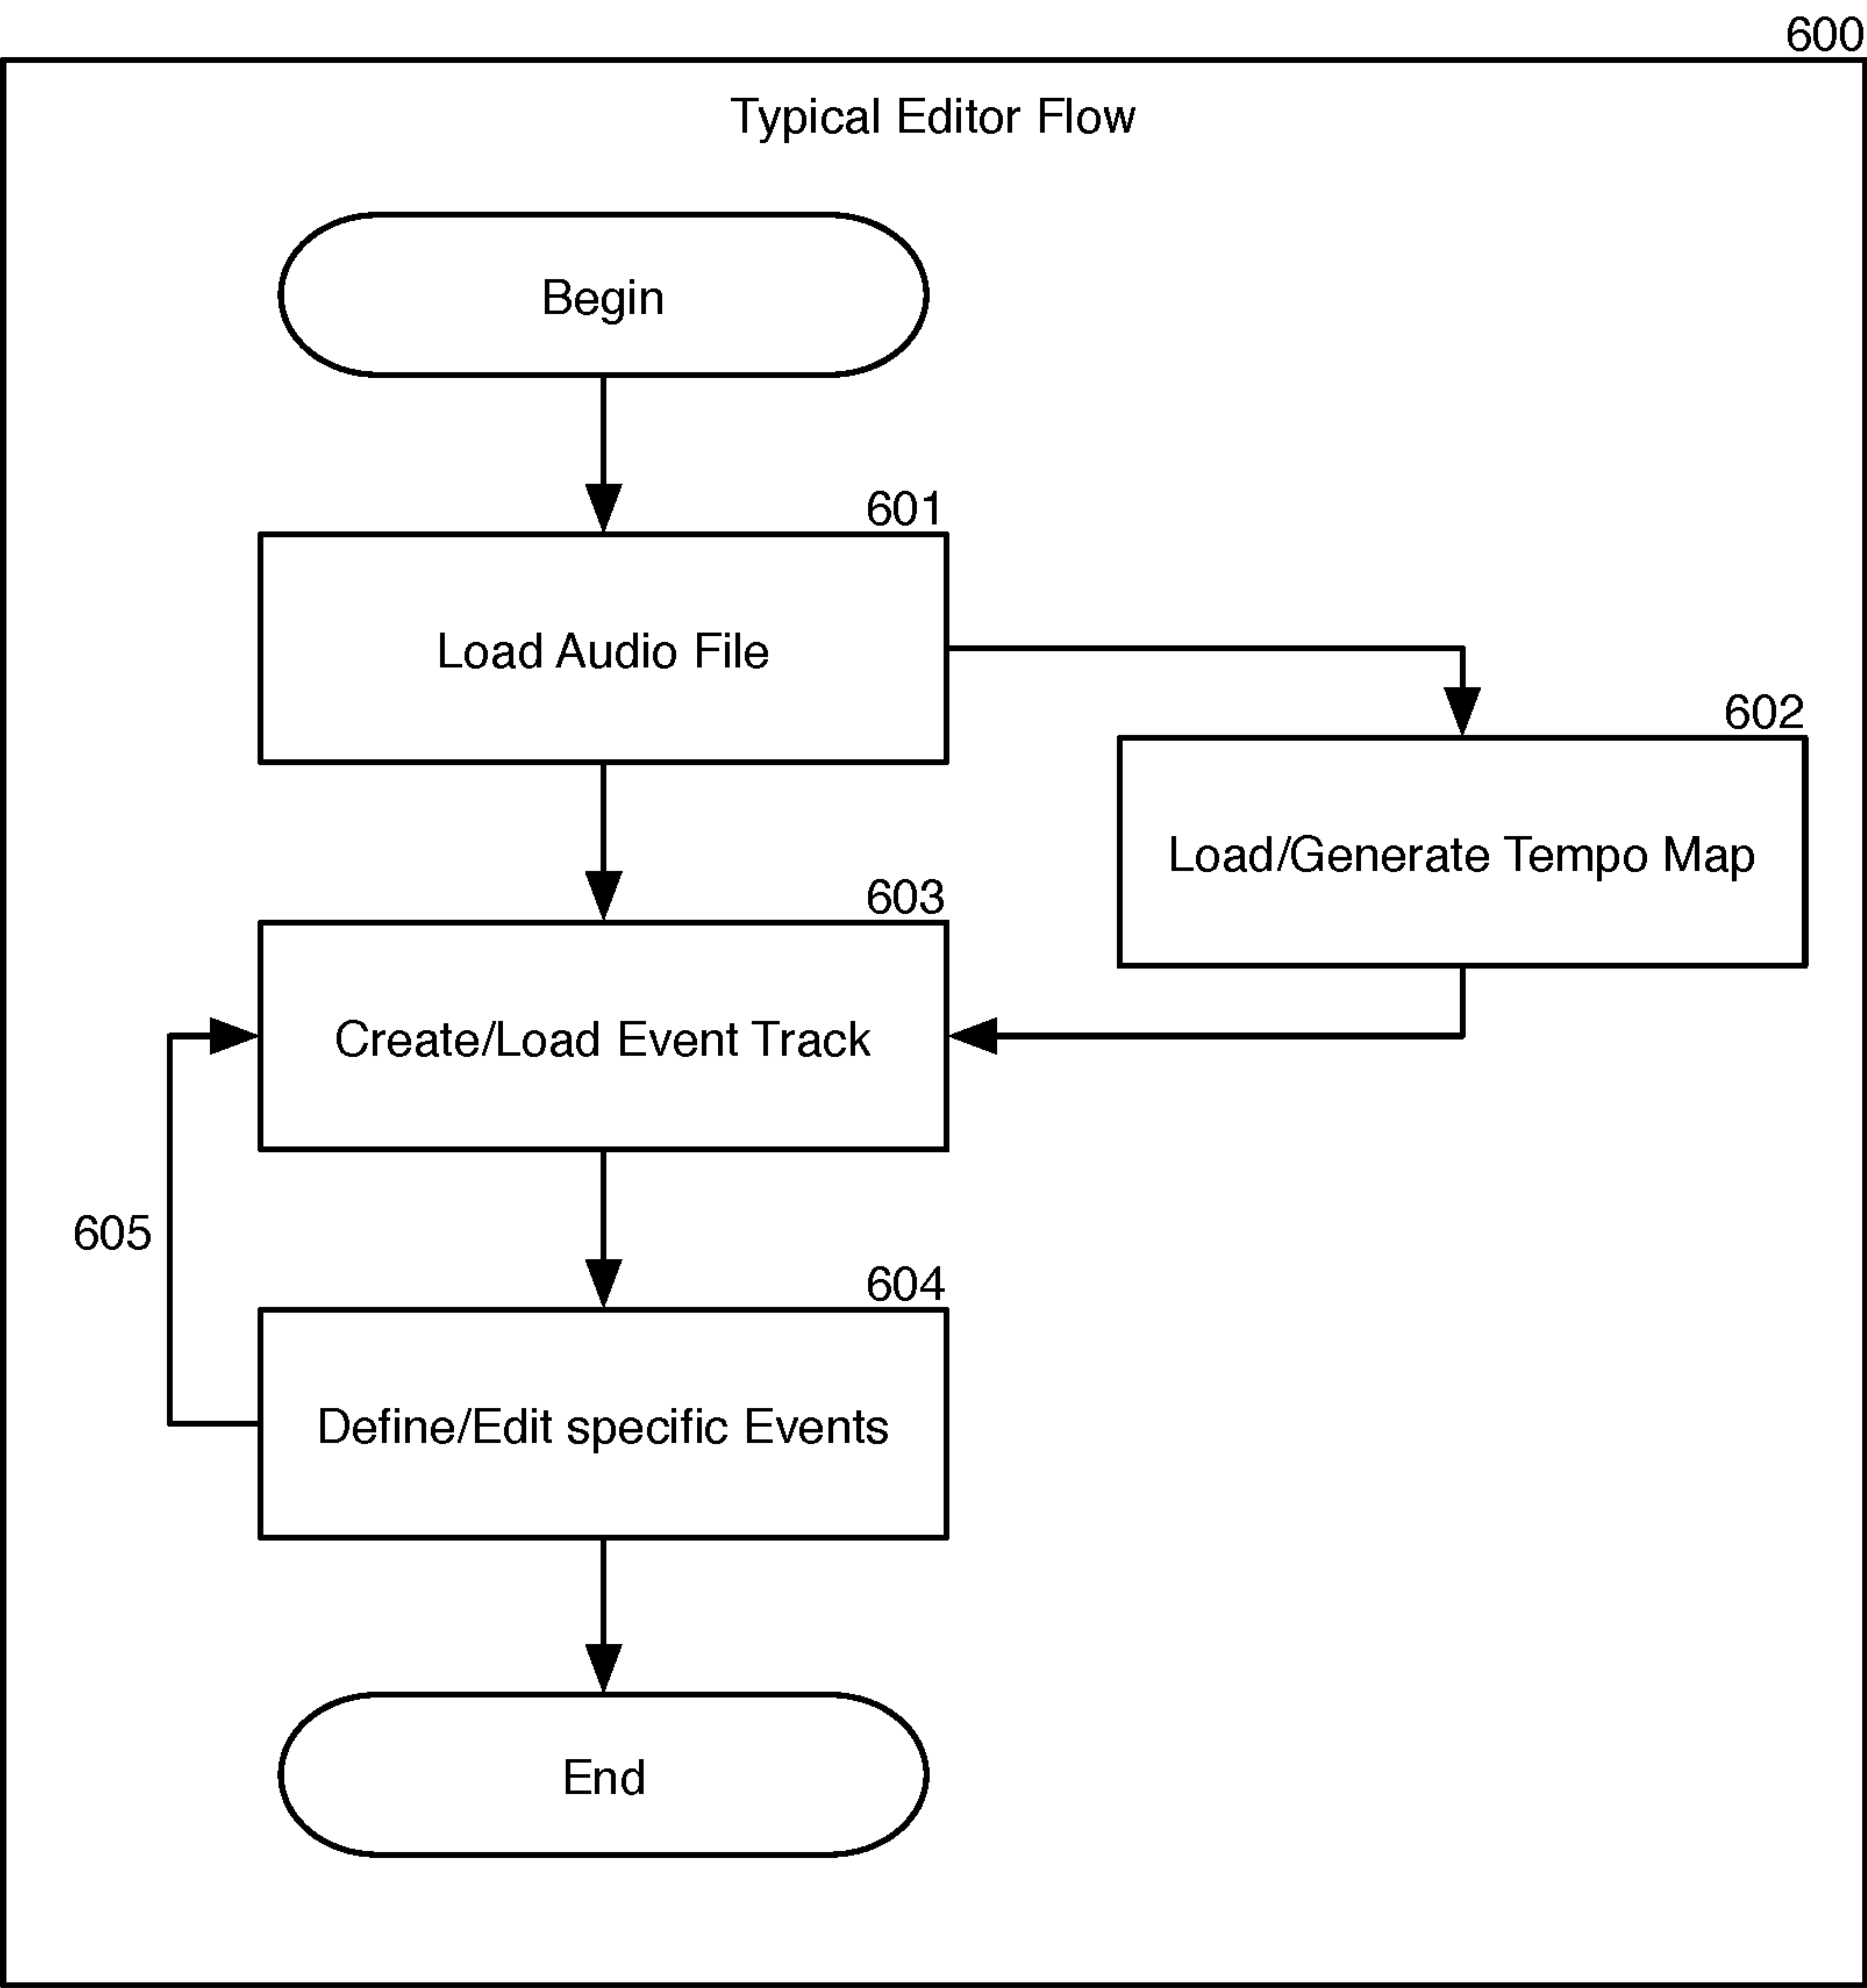 600
Typical Editor Flow
Begin
601
Load Audio File
602
Load/Generate Tempo Map
603
Create/Load Event Track
605
604
Define/Edit specific Events
End